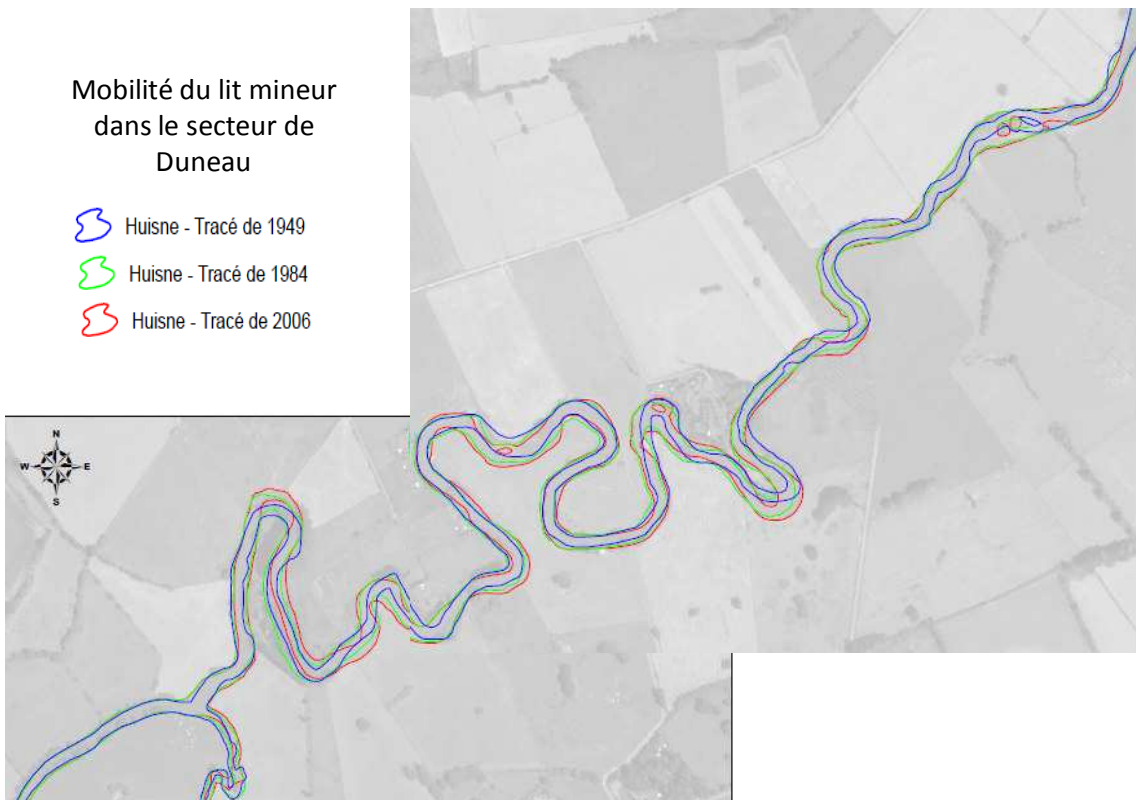 Mobilité du lit mineur
dans le secteur de
Duneau
Huisne - Tracé de 1949
Huisne - Tracé de 1984
Huisne - Tracé de 2006
N
W E
S